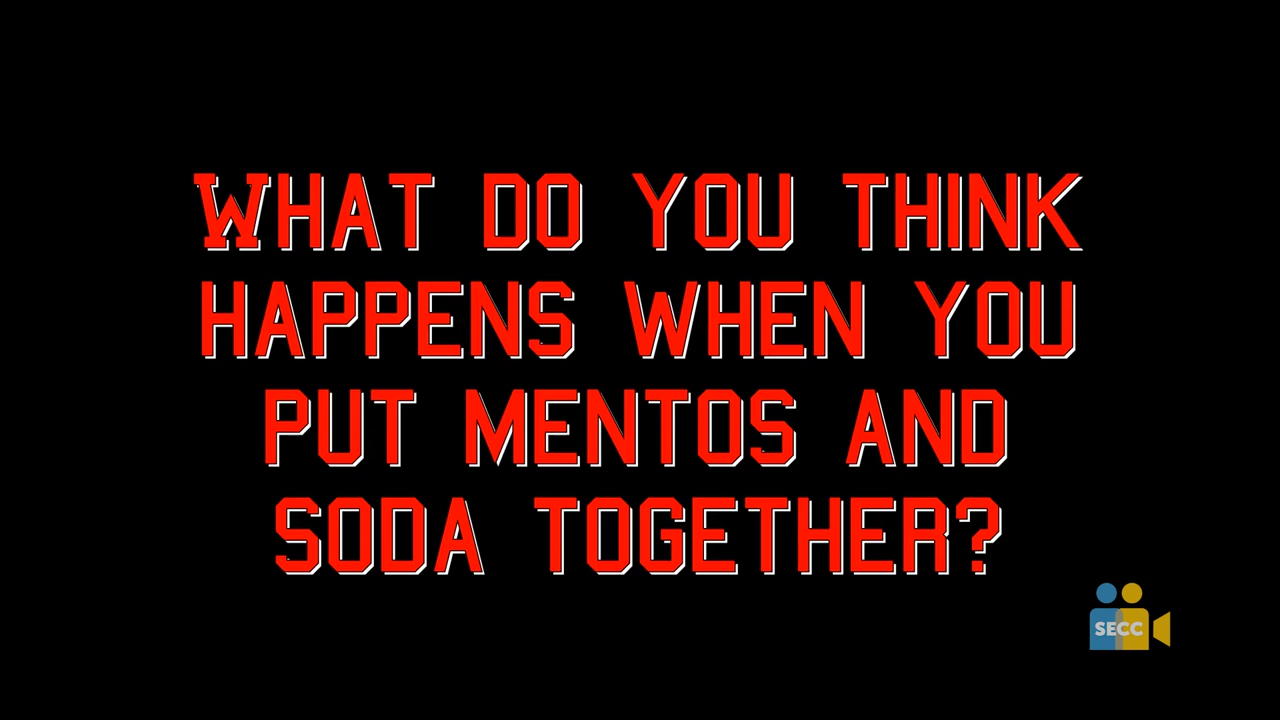 WHAT DO YOU THINK
HAPPENS WHEN YOU
PUT MENTOS AND
SODA TOGETHER?
SECC